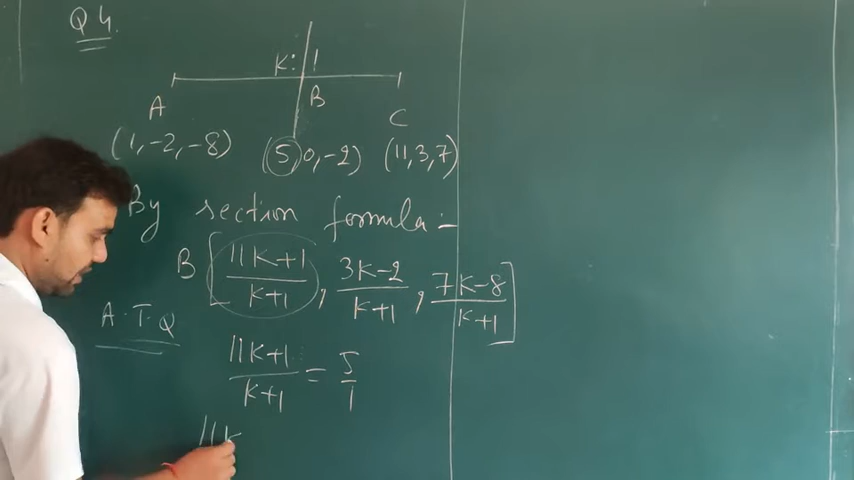 Q 4.
K : 1
A B C
(1, -2, -8) (5, 0, -2) (11, 3, 7)
By section formula :-
B [ 11K+1/K+1 , 3K-2/K+1 , 7K-8/K+1 ]
A.T.Q
11K+1/K+1 = 5/1
11K